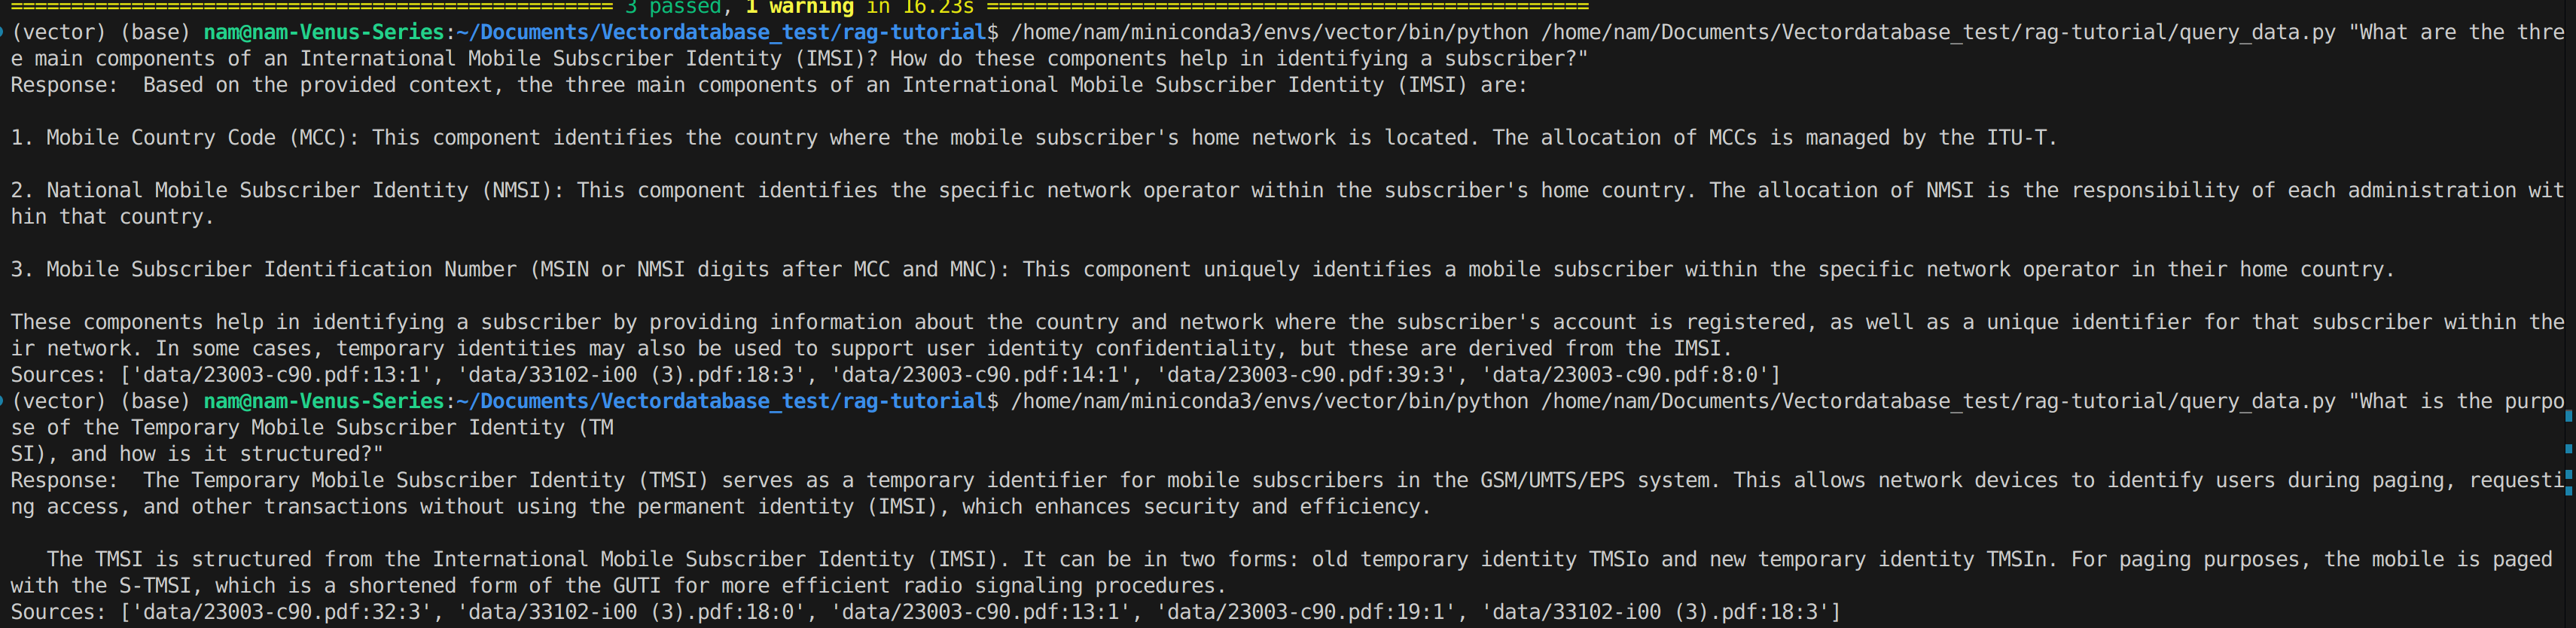 ================================================== 3 passed, 1 warning in 16.23s ==================================================
(vector) (base) nam@nam-Venus-Series:~/Documents/Vectordatabase_test/rag-tutorial$ /home/nam/miniconda3/envs/vector/bin/python /home/nam/Documents/Vectordatabase_test/rag-tutorial/query_data.py "What are the thre
e main components of an International Mobile Subscriber Identity (IMSI)? How do these components help in identifying a subscriber?"
Response:  Based on the provided context, the three main components of an International Mobile Subscriber Identity (IMSI) are:
1. Mobile Country Code (MCC): This component identifies the country where the mobile subscriber's home network is located. The allocation of MCCs is managed by the ITU-T.
2. National Mobile Subscriber Identity (NMSI): This component identifies the specific network operator within the subscriber's home country. The allocation of NMSI is the responsibility of each administration wit
hin that country.
3. Mobile Subscriber Identification Number (MSIN or NMSI digits after MCC and MNC): This component uniquely identifies a mobile subscriber within the specific network operator in their home country.
These components help in identifying a subscriber by providing information about the country and network where the subscriber's account is registered, as well as a unique identifier for that subscriber within the
ir network. In some cases, temporary identities may also be used to support user identity confidentiality, but these are derived from the IMSI.
Sources: ['data/23003-c90.pdf:13:1', 'data/33102-i00 (3).pdf:18:3', 'data/23003-c90.pdf:14:1', 'data/23003-c90.pdf:39:3', 'data/23003-c90.pdf:8:0']
(vector) (base) nam@nam-Venus-Series:~/Documents/Vectordatabase_test/rag-tutorial$ /home/nam/miniconda3/envs/vector/bin/python /home/nam/Documents/Vectordatabase_test/rag-tutorial/query_data.py "What is the purpo
se of the Temporary Mobile Subscriber Identity (TM
SI), and how is it structured?"
Response:  The Temporary Mobile Subscriber Identity (TMSI) serves as a temporary identifier for mobile subscribers in the GSM/UMTS/EPS system. This allows network devices to identify users during paging, requesti
ng access, and other transactions without using the permanent identity (IMSI), which enhances security and efficiency.
The TMSI is structured from the International Mobile Subscriber Identity (IMSI). It can be in two forms: old temporary identity TMSIo and new temporary identity TMSIn. For paging purposes, the mobile is paged
with the S-TMSI, which is a shortened form of the GUTI for more efficient radio signaling procedures.
Sources: ['data/23003-c90.pdf:32:3', 'data/33102-i00 (3).pdf:18:0', 'data/23003-c90.pdf:13:1', 'data/23003-c90.pdf:19:1', 'data/33102-i00 (3).pdf:18:3']